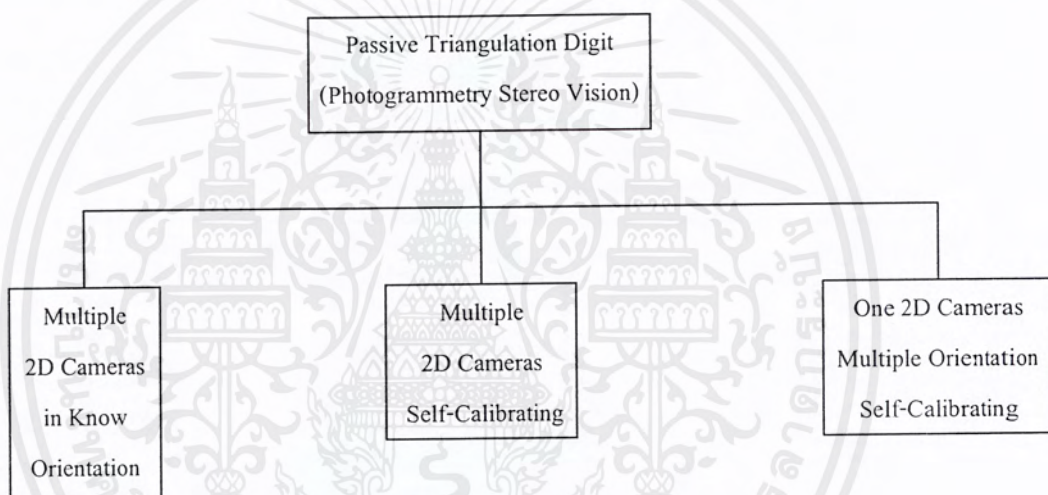 Passive Triangulation Digit
(Photogrammetry Stereo Vision)
Multiple
2D Cameras
in Know
Orientation
Multiple
2D Cameras
Self-Calibrating
One 2D Cameras
Multiple Orientation
Self-Calibrating